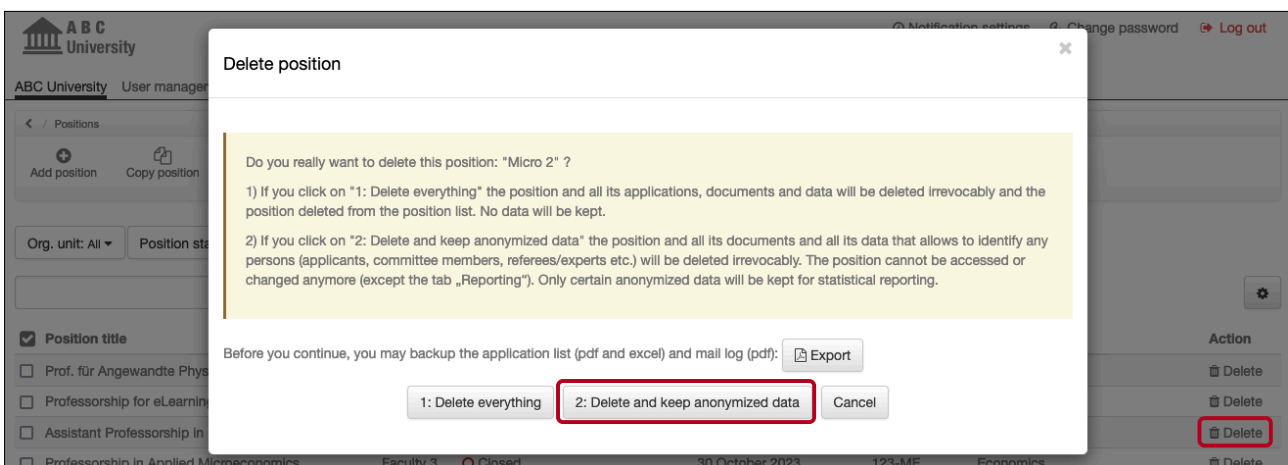 A B C
University
Notification settings
Change password
Log out
ABC University
User manager
Delete position
×
/ Positions
Add position
Copy position
Do you really want to delete this position: "Micro 2" ?
1) If you click on "1: Delete everything" the position and all its applications, documents and data will be deleted irrevocably and the
position deleted from the position list. No data will be kept.
2) If you click on "2: Delete and keep anonymized data" the position and all its documents and all its data that allows to identify any
persons (applicants, committee members, referees/experts etc.) will be deleted irrevocably. The position cannot be accessed or
changed anymore (except the tab „Reporting“). Only certain anonymized data will be kept for statistical reporting.
Org. unit: All
Position sta
Before you continue, you may backup the application list (pdf and excel) and mail log (pdf): Export
1: Delete everything
2: Delete and keep anonymized data
Cancel
Position title
Action
Prof. für Angewandte Phys
Delete
Professorship for eLearning
Delete
Assistant Professorship in
Delete
Professorship in Applied Microeconomics Faculty 3 Closed 30 October 2023 123-ME Economics Delete